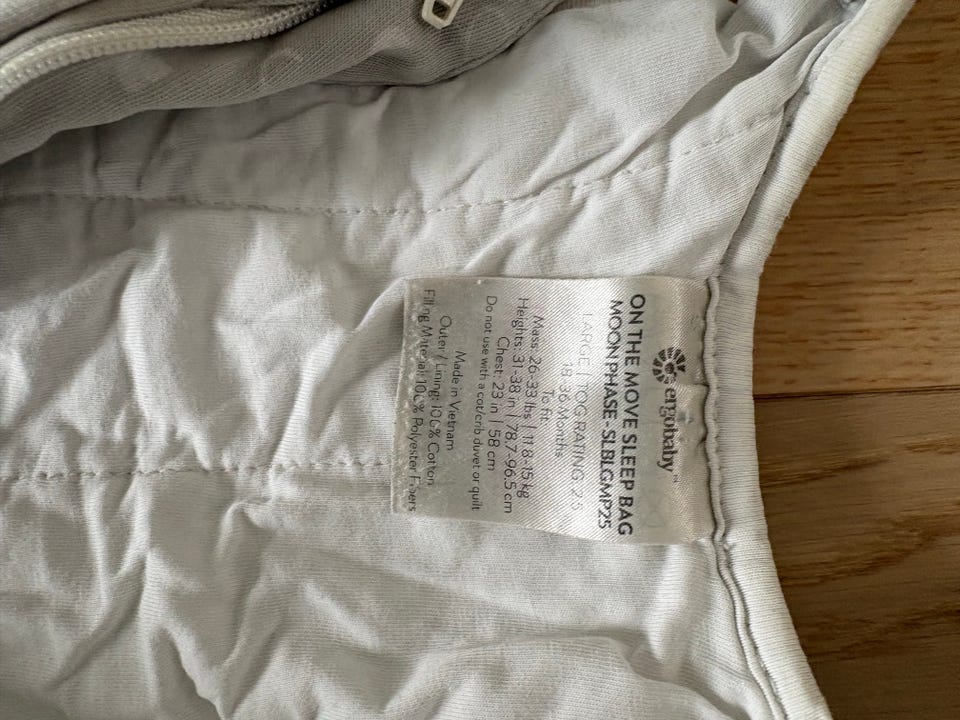 ergobaby™
ON THE MOVE SLEEP BAG
MOON PHASE - SLBLGMP25
LARGE | TOG RATING: 2.5
18-36 Months
To fit:
Mass: 26-33 lbs | 11.8-15 kg
Heights: 31-38 in | 78.7-96.5 cm
Chest: 23 in | 58 cm
Do not use with a cot/crib duvet or quilt
Made in Vietnam
Outer / Lining: 100% Cotton
Filling Material: 100% Polyester Fibers